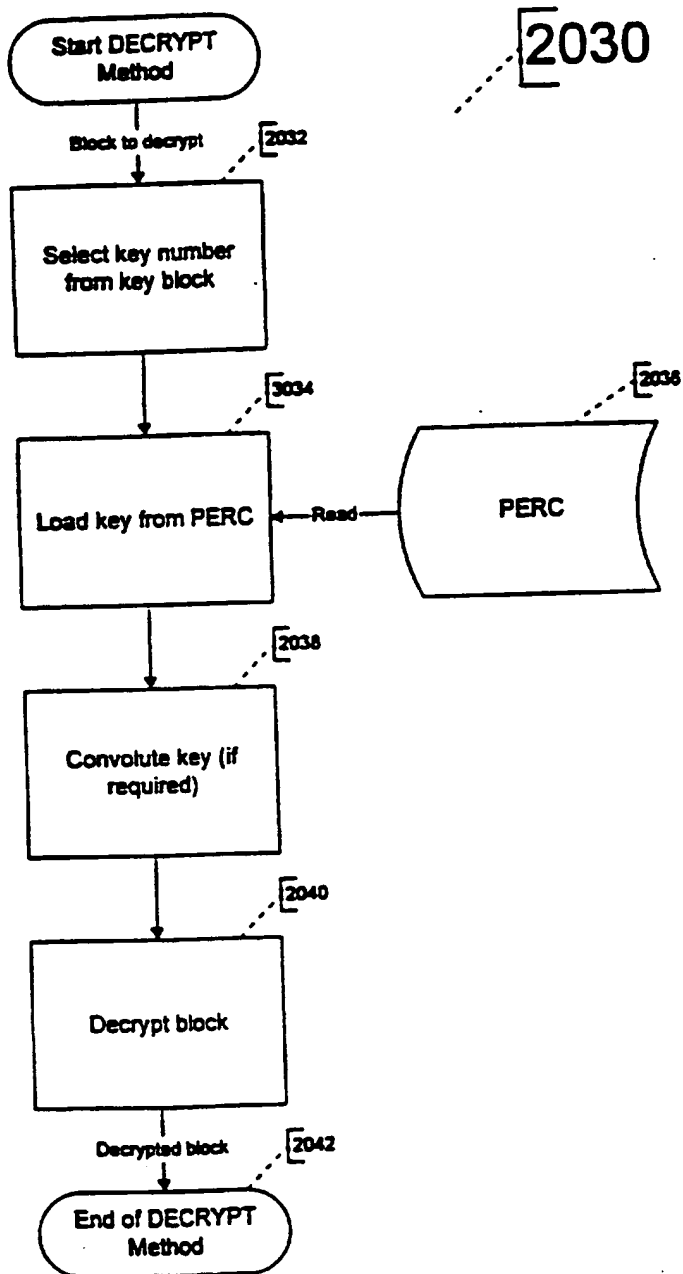 2030
Start DECRYPT
Method
Block to decrypt
2032
Select key number
from key block
3034
2036
Load key from PERC
Read
PERC
2038
Convolute key (if
required)
2040
Decrypt block
Decrypted block
2042
End of DECRYPT
Method